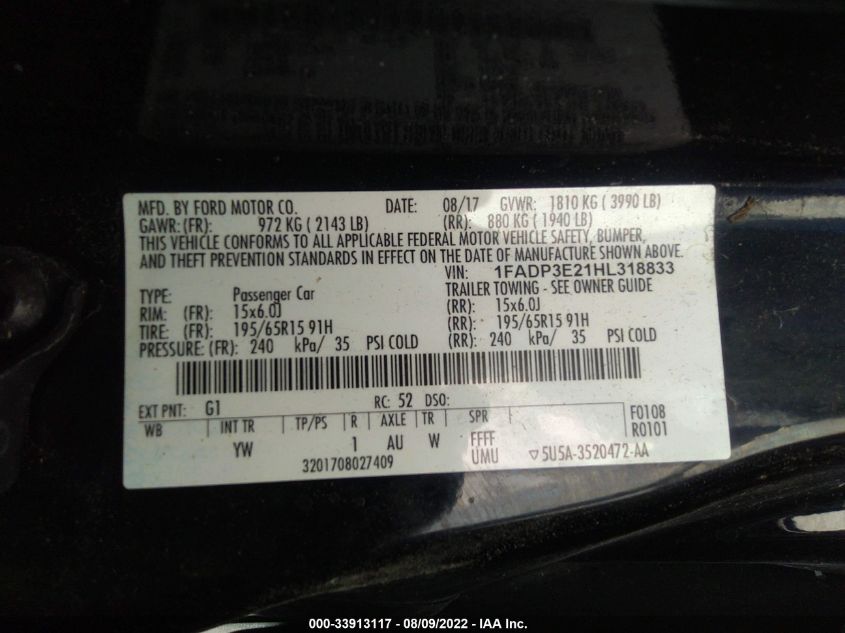 MFD. BY FORD MOTOR CO. DATE: 08/17 GVWR: 1810 KG ( 3990 LB)
GAWR: (FR): 972 KG ( 2143 LB) (RR): 880 KG ( 1940 LB)
THIS VEHICLE CONFORMS TO ALL APPLICABLE FEDERAL MOTOR VEHICLE SAFETY, BUMPER,
AND THEFT PREVENTION STANDARDS IN EFFECT ON THE DATE OF MANUFACTURE SHOWN ABOVE.
VIN: 1FADP3E21HL318833
TYPE: Passenger Car TRAILER TOWING - SEE OWNER GUIDE
RIM: (FR): 15x6.0J (RR): 15x6.0J
TIRE: (FR): 195/65R15 91H (RR): 195/65R15 91H
PRESSURE: (FR): 240 kPa/ 35 PSI COLD (RR): 240 kPa/ 35 PSI COLD
EXT PNT: G1 RC: 52 DSO:
WB INT TR TP/PS R AXLE TR SPR F0108
YW 1 AU W FFFF R0101
3201708027409 UMU ▽5U5A-3520472-AA
000-33913117 - 08/09/2022 - IAA Inc.